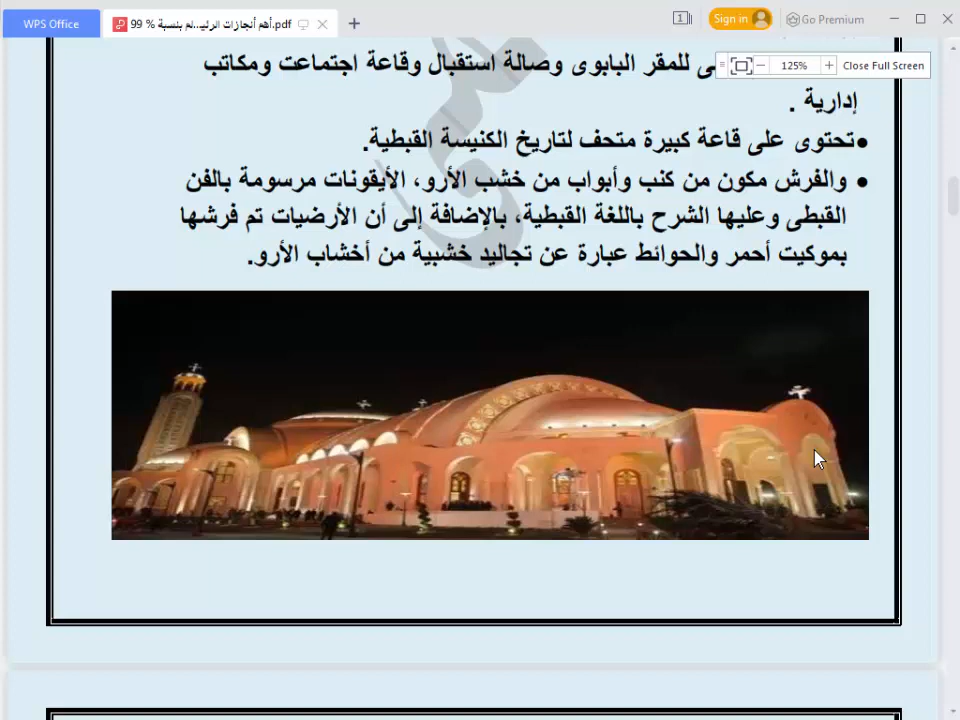 WPS Office
أهم أنجازات الرئيـ...لم بنسبة % 99.pdf
1
Sign in
Go Premium
125%
Close Full Screen
للمقر البابوى وصالة استقبال وقاعة اجتماعت ومكاتب
إدارية .
•تحتوى على قاعة كبيرة متحف لتاريخ الكنيسة القبطية.
• والفرش مكون من كنب وأبواب من خشب الأرو، الأيقونات مرسومة بالفن
القبطى وعليها الشرح باللغة القبطية، بالإضافة إلى أن الأرضيات تم فرشها
بموكيت أحمر والحوائط عبارة عن تجاليد خشبية من أخشاب الأرو.